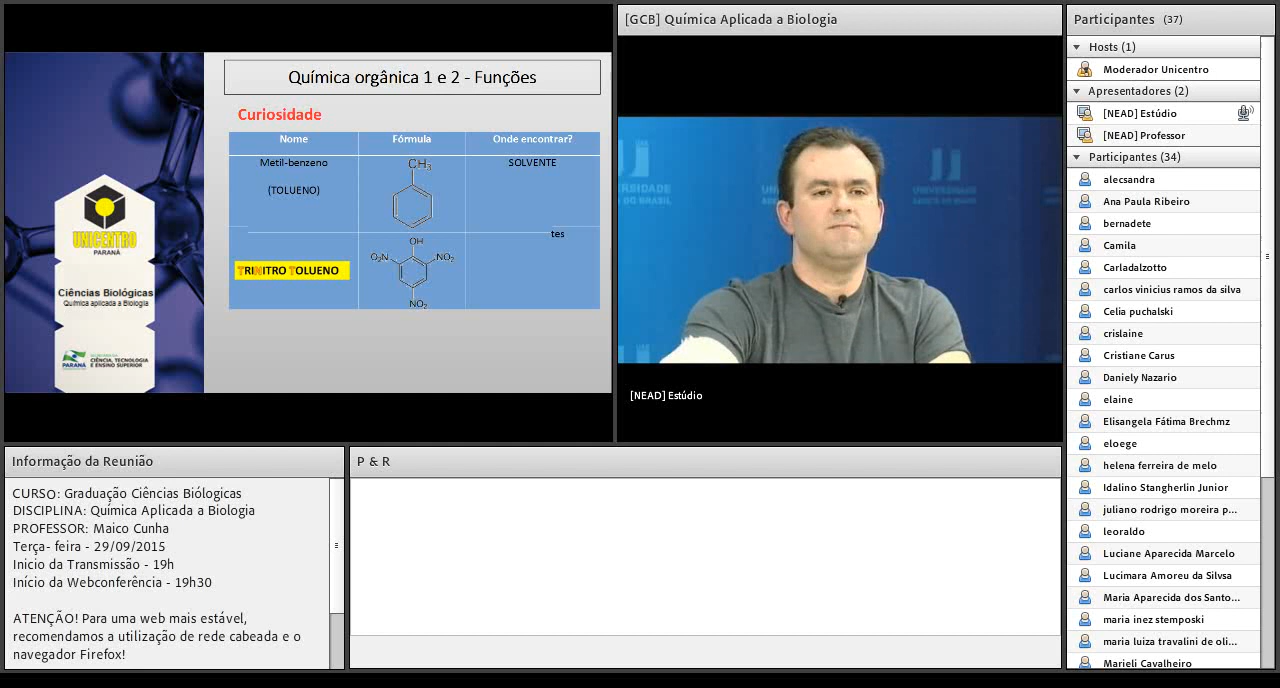 Química orgânica 1 e 2 - Funções
Curiosidade
Nome Fórmula Onde encontrar?
Metil-benzeno
(TOLUENO)
CH3
SOLVENTE
tes
TRINITRO TOLUENO
OH
O2N NO2
NO2
UNICENTRO
PARANÁ
Ciências Biológicas
Química aplicada a Biologia
PARANÁ
CIÊNCIA, TECNOLOGIA
E ENSINO SUPERIOR
[GCB] Química Aplicada a Biologia
[NEAD] Estúdio
Participantes (37)
Hosts (1)
Moderador Unicentro
Apresentadores (2)
[NEAD] Estúdio
[NEAD] Professor
Participantes (34)
alecsandra
Ana Paula Ribeiro
bernadete
Camila
Carladalzotto
carlos vinicius ramos da silva
Celia puchalski
crislaine
Cristiane Carus
Daniely Nazario
elaine
Elisangela Fátima Brechmz
eloege
helena ferreira de melo
Idalino Stangherlin Junior
juliano rodrigo moreira p...
leoraldo
Luciane Aparecida Marcelo
Lucimara Amoreu da Silvsa
Maria Aparecida dos Santo...
maria inez stemposki
maria luiza travalini de oli...
Marieli Cavalheiro
Informação da Reunião
CURSO: Graduação Ciências Biólogicas
DISCIPLINA: Química Aplicada a Biologia
PROFESSOR: Maico Cunha
Terça- feira - 29/09/2015
Inicio da Transmissão - 19h
Início da Webconferência - 19h30
ATENÇÃO! Para uma web mais estável,
recomendamos a utilização de rede cabeada e o
navegador Firefox!
P & R